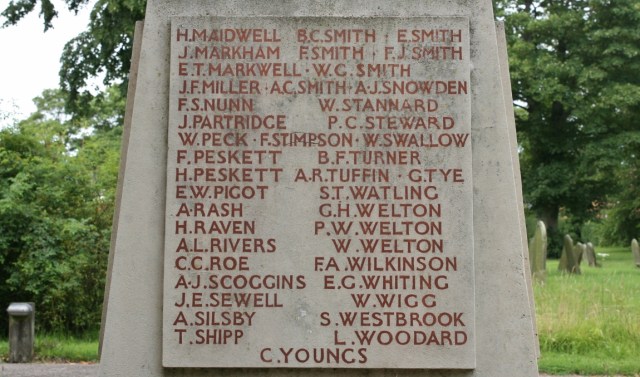 H. MAIDWELL B.C. SMITH E. SMITH
J. MARKHAM F. SMITH · F.J. SMITH
E.T. MARKWELL · W.G. SMITH
J.F. MILLER · A.C. SMITH · A.J. SNOWDEN
F.S. NUNN W. STANNARD
J. PARTRIDGE P.C. STEWARD
W. PECK · F. STIMPSON · W. SWALLOW
F. PESKETT B.F. TURNER
H. PESKETT A.R. TUFFIN · G. TYE
E.W. PIGOT S.T. WATLING
A. RASH G.H. WELTON
H. RAVEN P.W. WELTON
A.L. RIVERS W. WELTON
C.C. ROE F.A. WILKINSON
A.J. SCOGGINS E.G. WHITING
J.E. SEWELL W. WIGG
A. SILSBY S. WESTBROOK
T. SHIPP L. WOODARD
C. YOUNGS